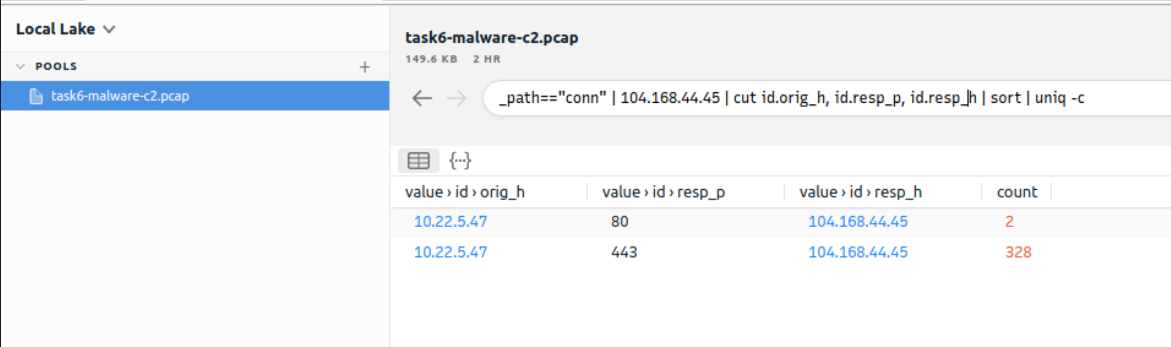 Local Lake
POOLS
+
task6-malware-c2.pcap
task6-malware-c2.pcap
149.6 KB 2 HR
_path=="conn" | 104.168.44.45 | cut id.orig_h, id.resp_p, id.resp_h | sort | uniq -c
value › id › orig_h value › id › resp_p value › id › resp_h count
10.22.5.47 80 104.168.44.45 2
10.22.5.47 443 104.168.44.45 328